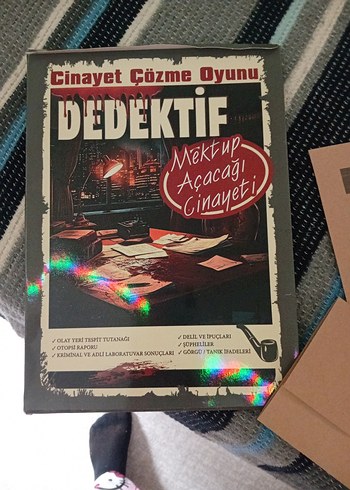 Cinayet Çözme Oyunu
DEDEKTİF
Mektup
Açacağı
Cinayeti
✓ OLAY YERİ TESPİT TUTANAĞI
✓ OTOPSİ RAPORU
✓ KRİMİNAL VE ADLİ LABORATUVAR SONUÇLARI
✓ DELİL VE İPUÇLARI
✓ ŞÜPHELİLER
✓ GÖRGÜ TANIK İFADELERİ